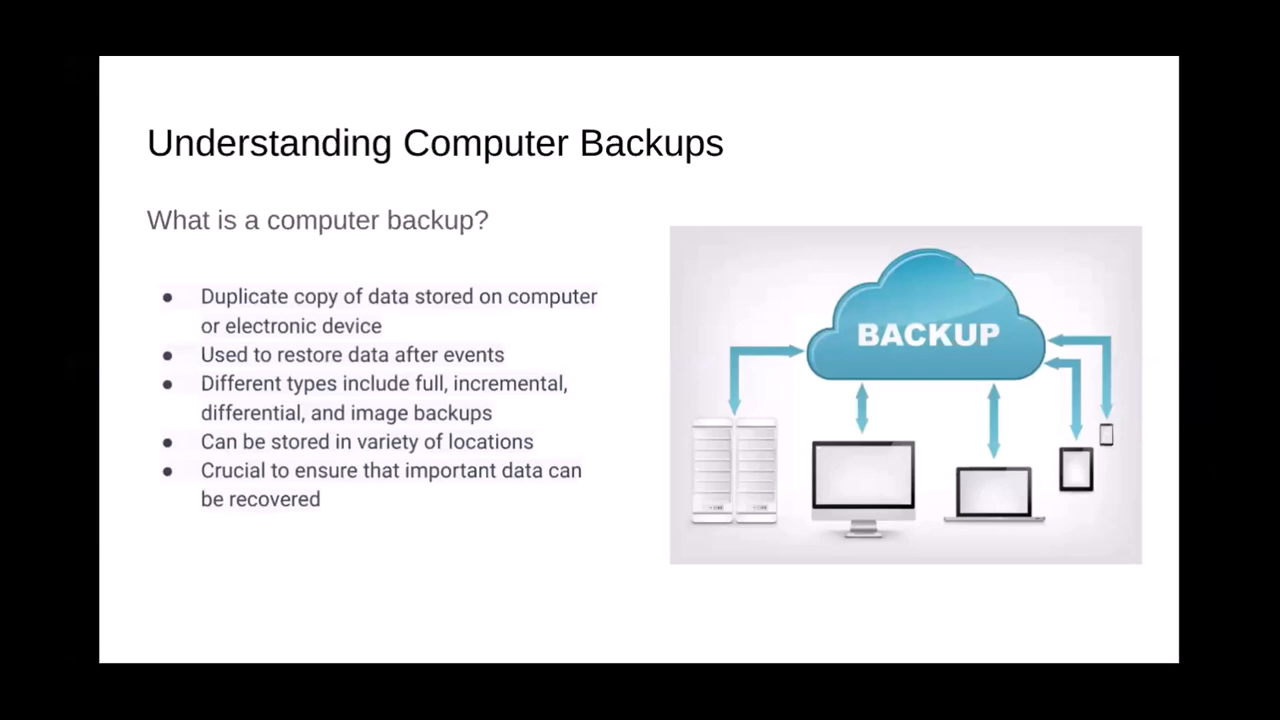 Understanding Computer Backups
What is a computer backup?
● Duplicate copy of data stored on computer
or electronic device
● Used to restore data after events
● Different types include full, incremental,
differential, and image backups
● Can be stored in variety of locations
● Crucial to ensure that important data can
be recovered
BACKUP